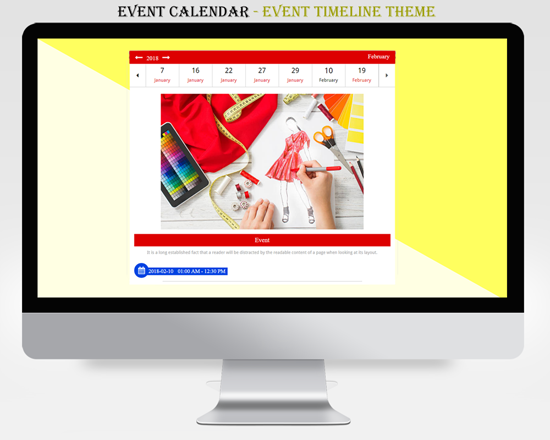 EVENT CALENDAR - EVENT TIMELINE THEME
2018
February
7 16 22 27 29 10 19
January January January January January February February
Event
It is a long established fact that a reader will be distracted by the readable content of a page when looking at its layout.
2018-02-10 01:00 AM - 12:30 PM